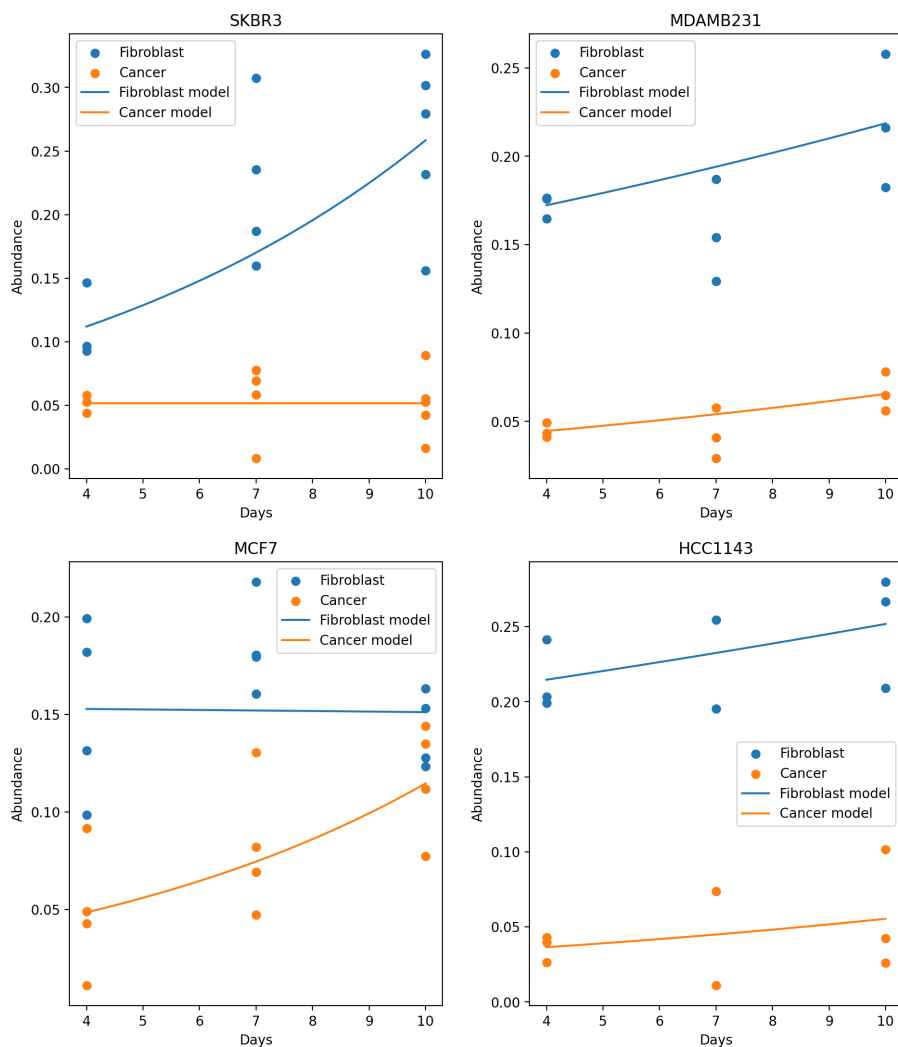 SKBR3
Fibroblast
Cancer
Fibroblast model
Cancer model
Abundance
0.30
0.25
0.20
0.15
0.10
0.05
0.00
4 5 6 7 8 9 10
Days
MDAMB231
Fibroblast
Cancer
Fibroblast model
Cancer model
Abundance
0.25
0.20
0.15
0.10
0.05
4 5 6 7 8 9 10
Days
MCF7
Fibroblast
Cancer
Fibroblast model
Cancer model
Abundance
0.20
0.15
0.10
0.05
4 5 6 7 8 9 10
Days
HCC1143
Fibroblast
Cancer
Fibroblast model
Cancer model
Abundance
0.25
0.20
0.15
0.10
0.05
0.00
4 5 6 7 8 9 10
Days